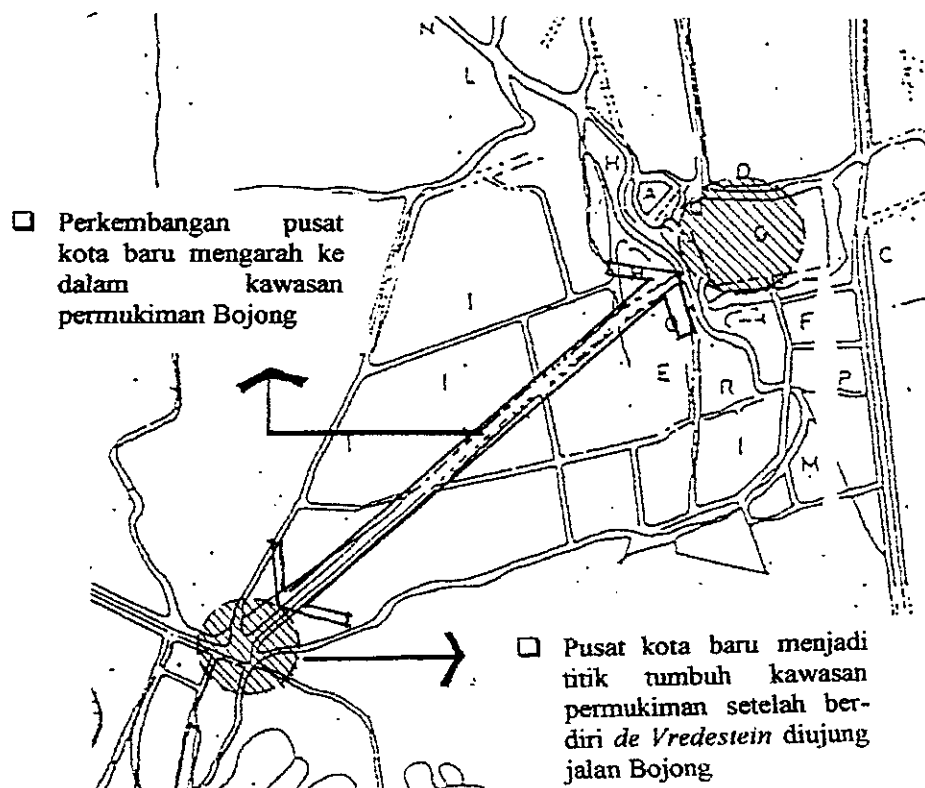 N
L
H
D
A
G
C
❑ Perkembangan pusat
kota baru mengarah ke
dalam kawasan
permukiman Bojong
I
H
F
I
E
R
P
I
I
M
❑ Pusat kota baru menjadi
titik tumbuh kawasan
permukiman setelah ber-
diri de Vredestein diujung
jalan Bojong